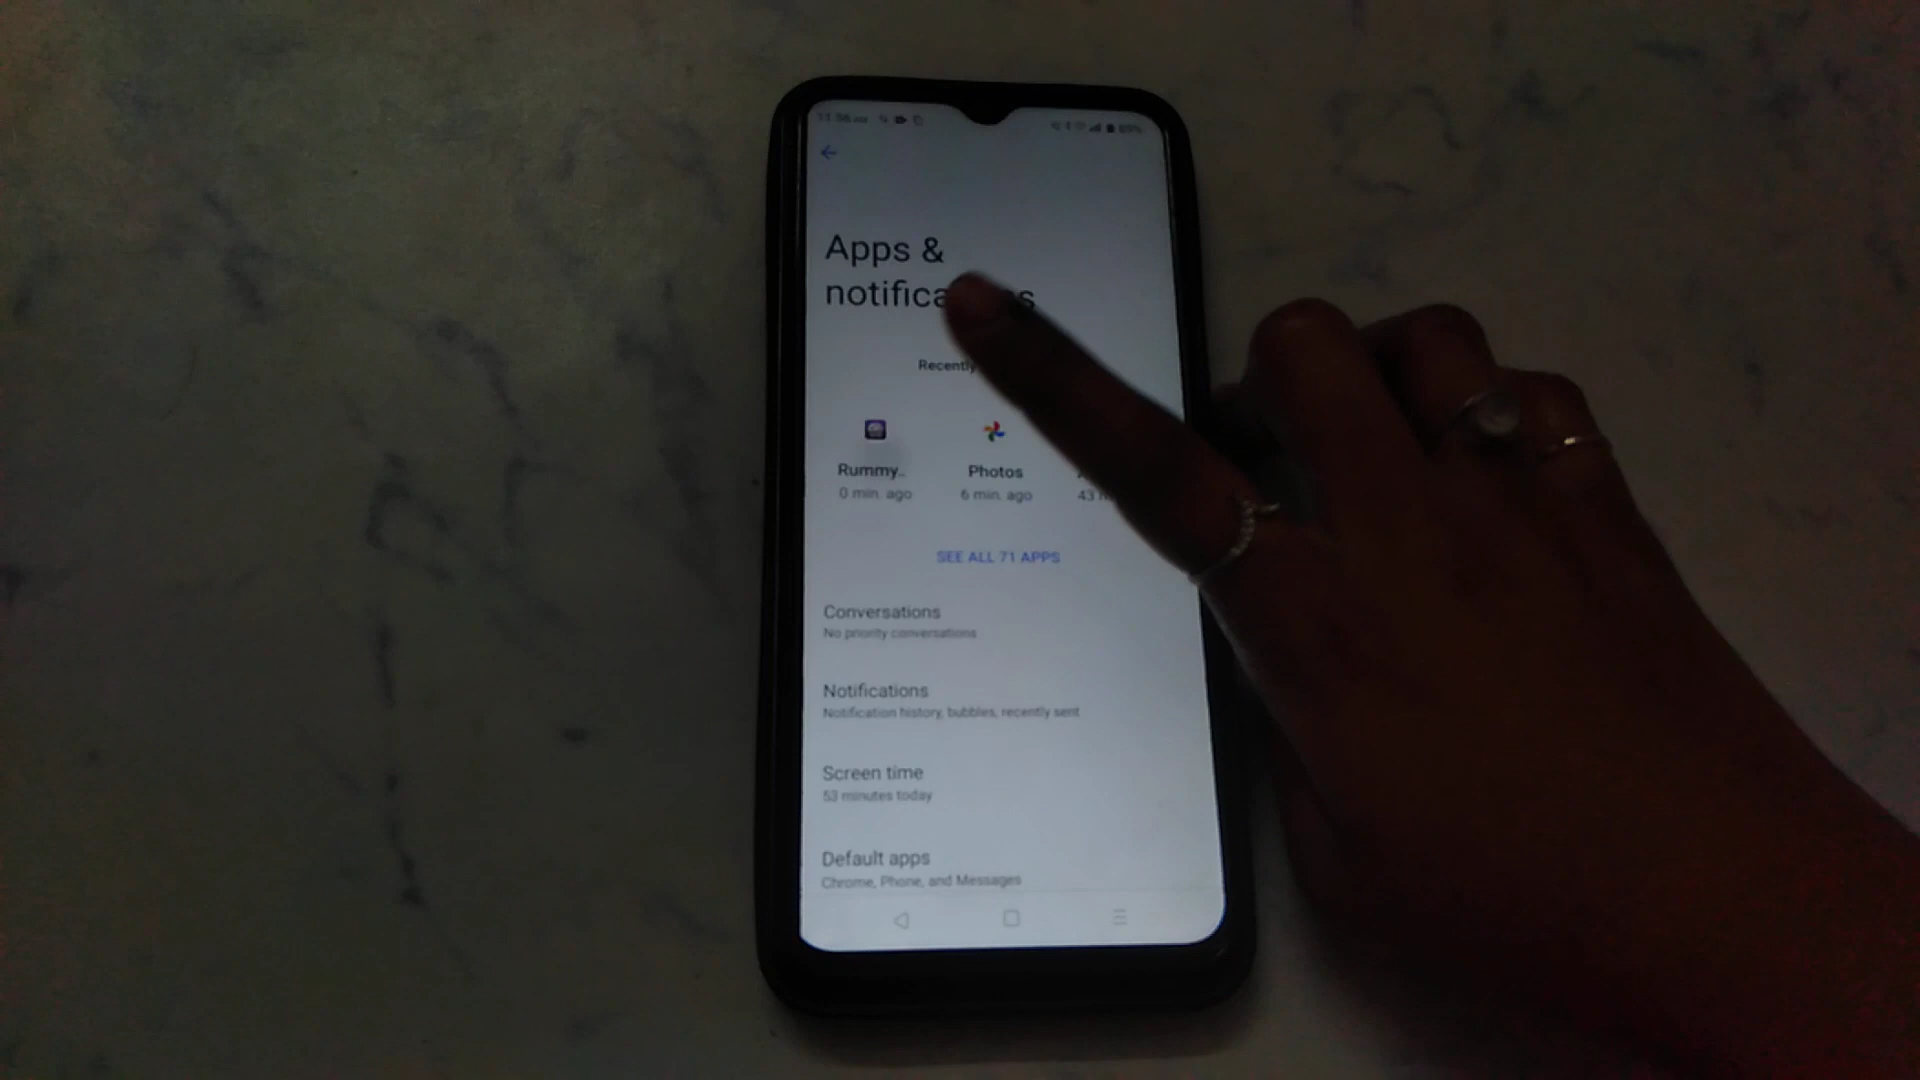 Apps &
Recently
Rummy..
Photos
0 min. ago
6 min. ago
SEE ALL 71 APPS
Conversations
No priority conversations
Notifications
Notification history, bubbles, recently sent
Screen time
53 minutes today
Default apps
Chrome, Phone, and Messages